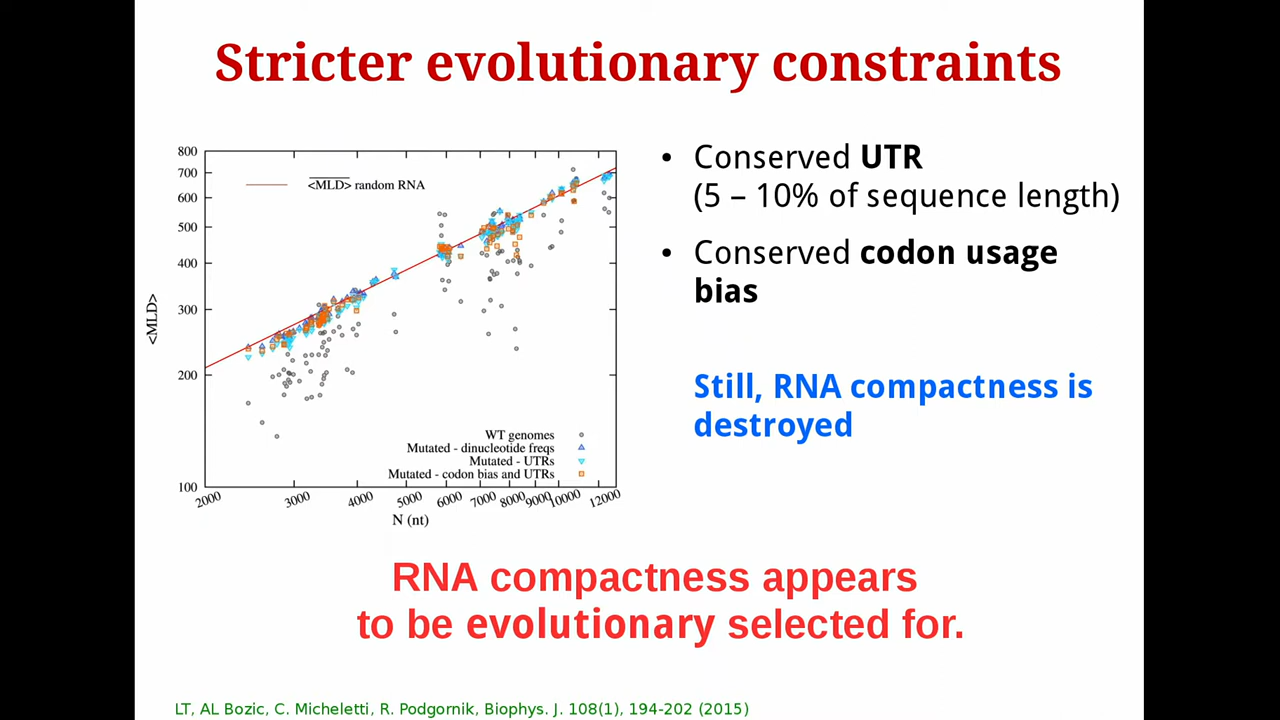 Stricter evolutionary constraints
800
700
600
500
400
300
200
100
<MLD>
<MLD> random RNA
WT genomes
Mutated - dinucleotide freqs
Mutated - UTRs
Mutated - codon bias and UTRs
2000
3000
4000
5000
6000
7000
8000
9000
10000
12000
N (nt)
• Conserved UTR
(5 – 10% of sequence length)
• Conserved codon usage
bias
Still, RNA compactness is
destroyed
RNA compactness appears
to be evolutionary selected for.
LT, AL Bozic, C. Micheletti, R. Podgornik, Biophys. J. 108(1), 194-202 (2015)